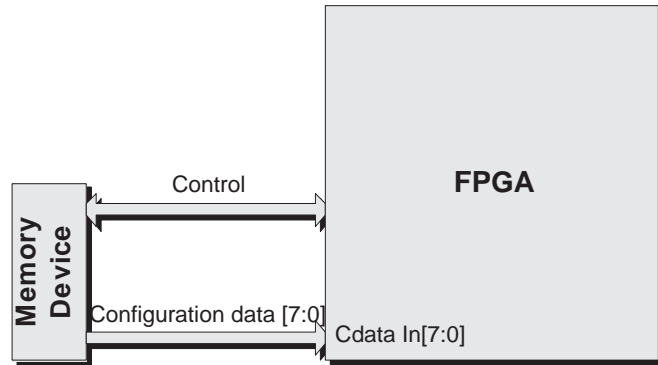 Control
FPGA
Memory
Device
Configuration data [7:0]
Cdata In[7:0]